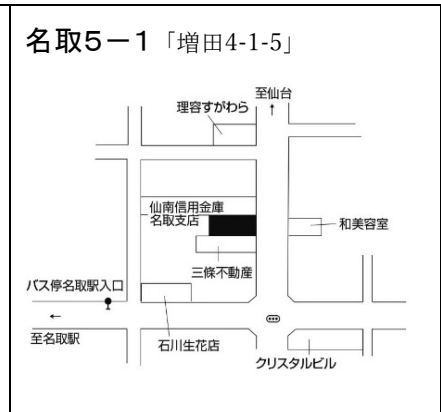 名取5－1「増田4-1-5」
至仙台
↑
理容すがわら
仙南信用金庫
名取支店
和美容室
三條不動産
バス停名取駅入口
←
至名取駅
石川生花店
クリスタルビル